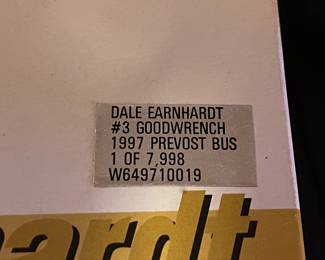 DALE EARNHARDT
#3 GOODWRENCH
1997 PREVOST BUS
1 OF 7,998
W649710019
hardt